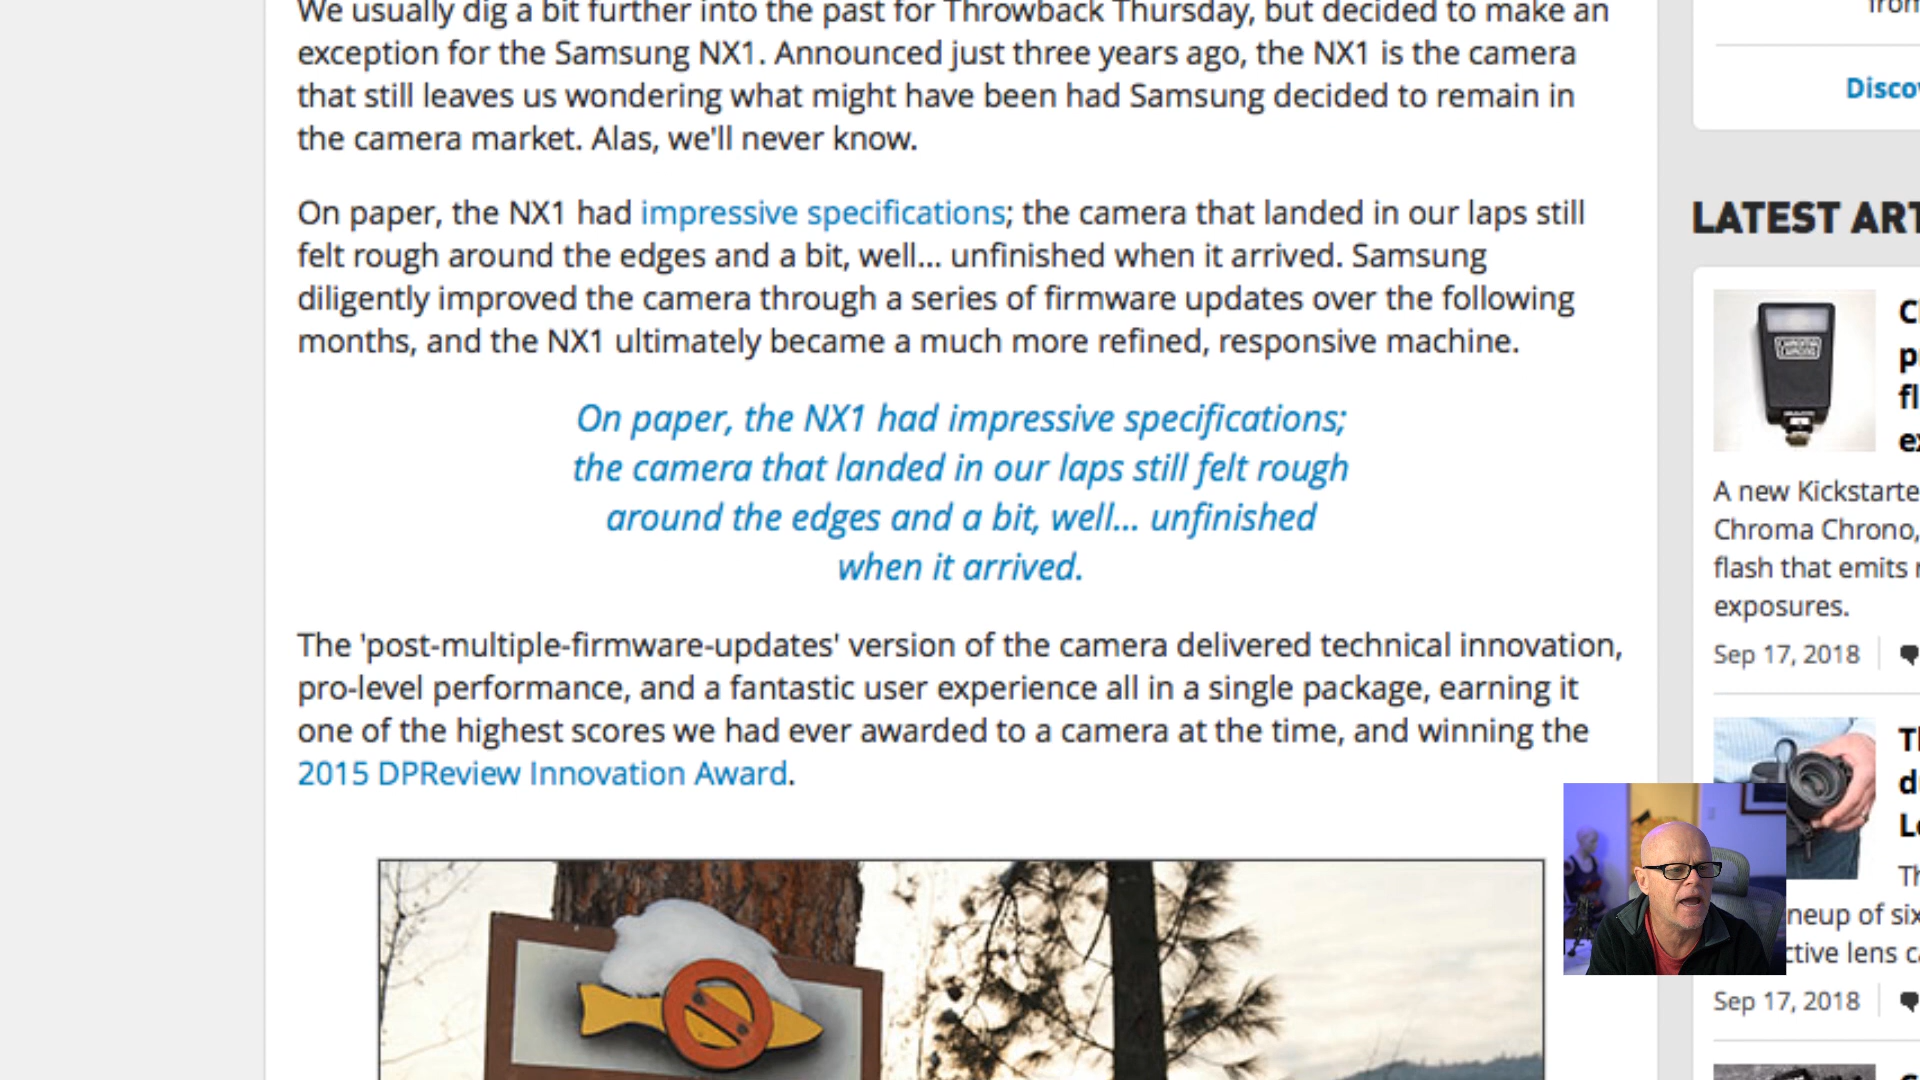 We usually dig a bit further into the past for Throwback Thursday, but decided to make an
exception for the Samsung NX1. Announced just three years ago, the NX1 is the camera
that still leaves us wondering what might have been had Samsung decided to remain in
the camera market. Alas, we'll never know.
On paper, the NX1 had impressive specifications; the camera that landed in our laps still
felt rough around the edges and a bit, well... unfinished when it arrived. Samsung
diligently improved the camera through a series of firmware updates over the following
months, and the NX1 ultimately became a much more refined, responsive machine.
On paper, the NX1 had impressive specifications;
the camera that landed in our laps still felt rough
around the edges and a bit, well... unfinished
when it arrived.
The 'post-multiple-firmware-updates' version of the camera delivered technical innovation,
pro-level performance, and a fantastic user experience all in a single package, earning it
one of the highest scores we had ever awarded to a camera at the time, and winning the
2015 DPReview Innovation Award.
from
Disco
LATEST ART
A new Kickstarte
Chroma Chrono,
flash that emits
exposures.
Sep 17, 2018
neup of six
ctive lens
Sep 17, 2018